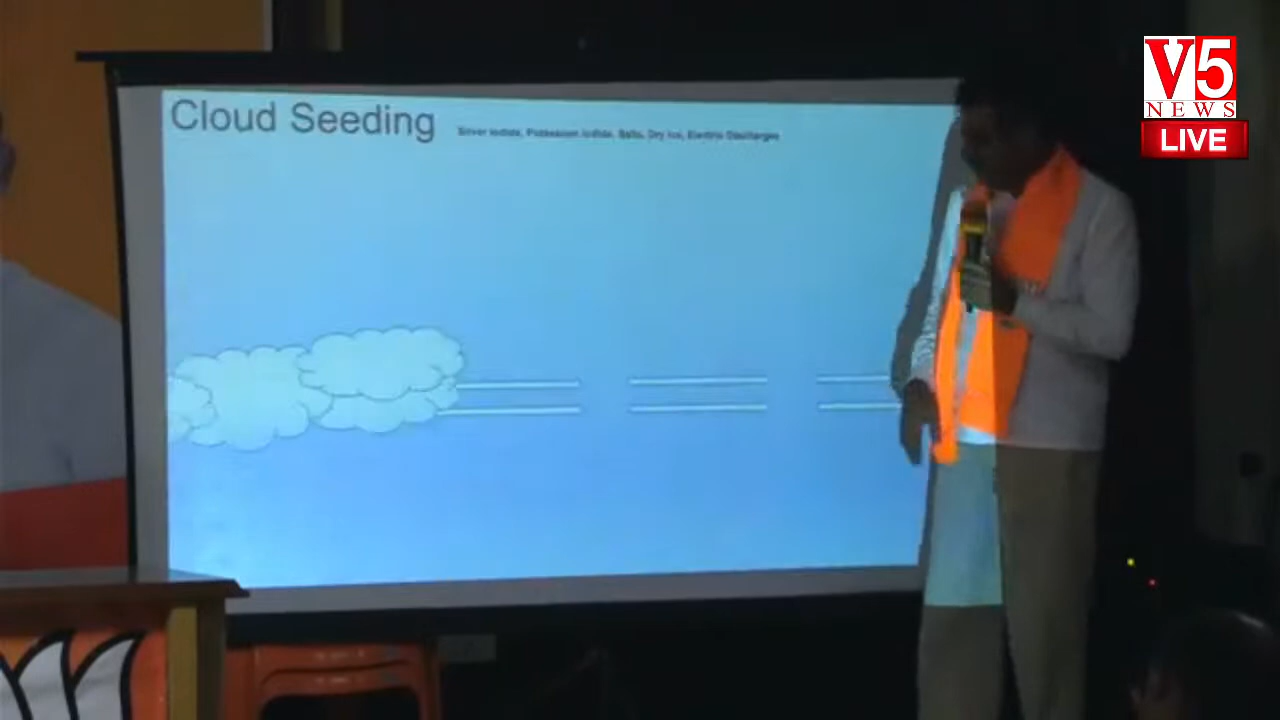 Cloud Seeding
Silver Iodide, Potassium Iodide, Salts, Dry Ice, Electric Discharges
V5
NEWS
LIVE